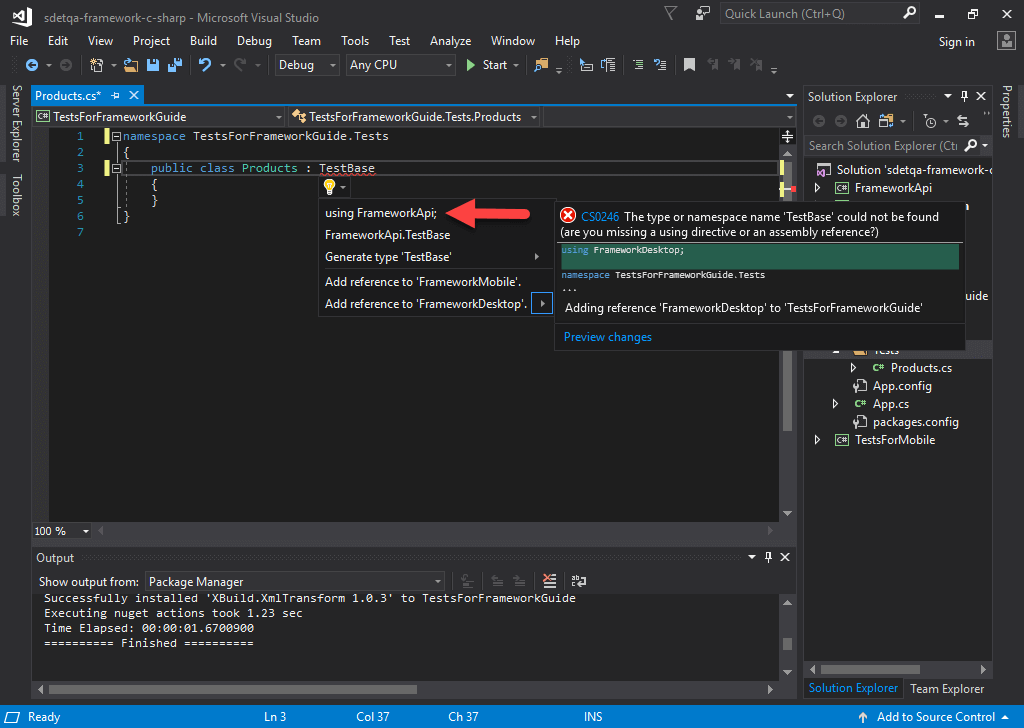 sdetqa-framework-c-sharp - Microsoft Visual Studio
Quick Launch (Ctrl+Q)
File Edit View Project Build Debug Team Tools Test Analyze Window Help
Sign in
Debug Any CPU Start
Server Explorer
Toolbox
Products.cs*
TestsForFrameworkGuide TestsForFrameworkGuide.Tests.Products
1 namespace TestsForFrameworkGuide.Tests
2 {
3 public class Products : TestBase
4 {
5 }
6 }
7
using FrameworkApi;
FrameworkApi.TestBase
Generate type 'TestBase'
Add reference to 'FrameworkMobile'.
Add reference to 'FrameworkDesktop'.
CS0246 The type or namespace name 'TestBase' could not be found
(are you missing a using directive or an assembly reference?)
using FrameworkDesktop;
namespace TestsForFrameworkGuide.Tests
...
Adding reference 'FrameworkDesktop' to 'TestsForFrameworkGuide'
Preview changes
100 %
Output
Show output from: Package Manager
Successfully installed 'XBuild.XmlTransform 1.0.3' to TestsForFrameworkGuide
Executing nuget actions took 1.23 sec
Time Elapsed: 00:00:01.6700900
========== Finished ==========
Solution Explorer
Search Solution Explorer (Ctrl
Solution 'sdetqa-framework-c
C# FrameworkApi
uide
Tests
C# Products.cs
App.config
C# App.cs
packages.config
C# TestsForMobile
Solution Explorer Team Explorer
Properties
Ready Ln 3 Col 37 Ch 37 INS Add to Source Control